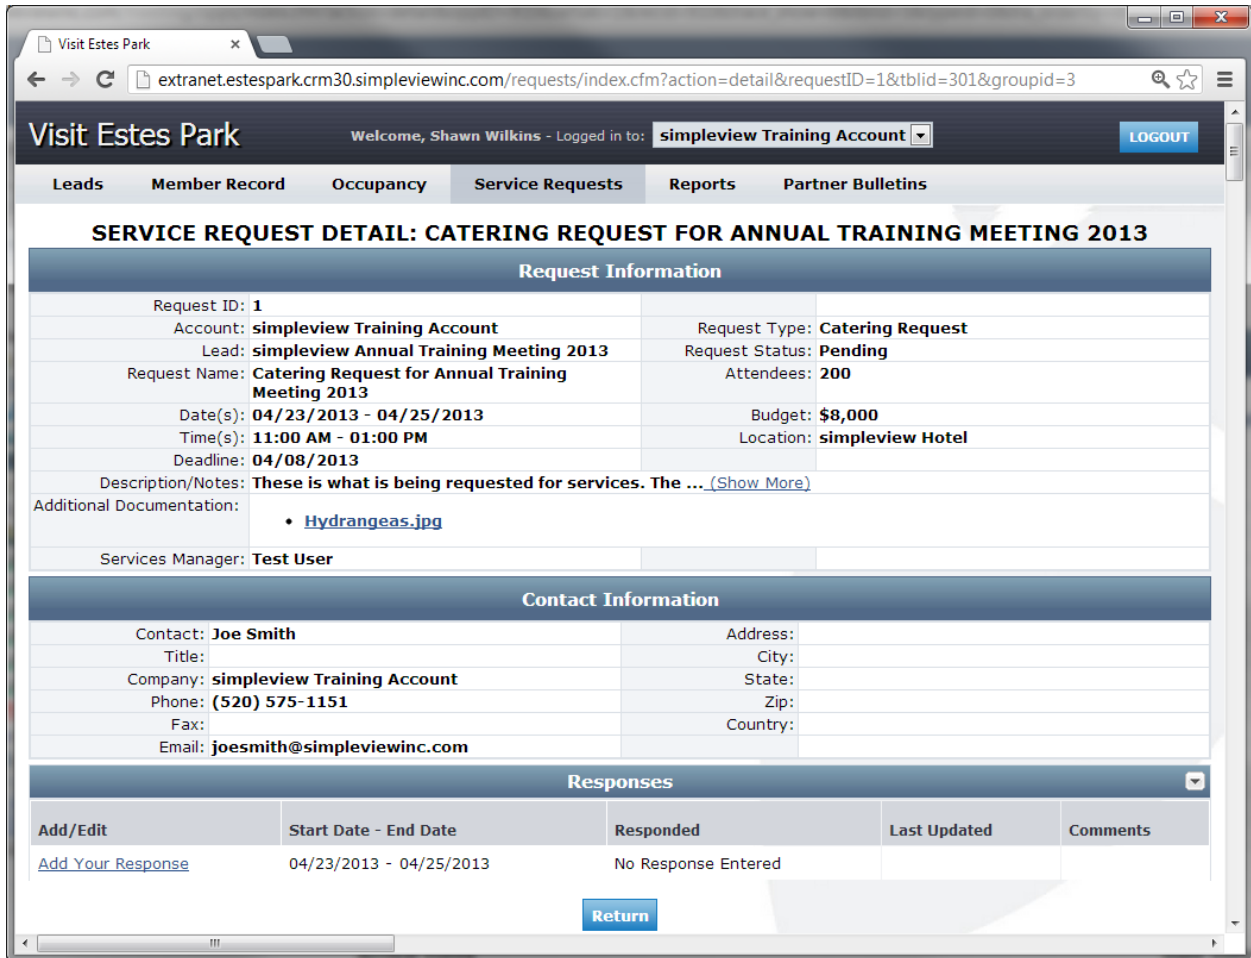 Visit Estes Park
extranet.estespark.crm30.simpleviewinc.com/requests/index.cfm?action=detail&requestID=1&tblid=301&groupid=3
Visit Estes Park Welcome, Shawn Wilkins - Logged in to: simpleview Training Account LOGOUT
Leads Member Record Occupancy Service Requests Reports Partner Bulletins
SERVICE REQUEST DETAIL: CATERING REQUEST FOR ANNUAL TRAINING MEETING 2013
Request Information
Request ID: 1
Account: simpleview Training Account Request Type: Catering Request
Lead: simpleview Annual Training Meeting 2013 Request Status: Pending
Request Name: Catering Request for Annual Training Attendees: 200
Meeting 2013
Date(s): 04/23/2013 - 04/25/2013 Budget: $8,000
Time(s): 11:00 AM - 01:00 PM Location: simpleview Hotel
Deadline: 04/08/2013
Description/Notes: These is what is being requested for services. The ... (Show More)
Additional Documentation:
• Hydrangeas.jpg
Services Manager: Test User
Contact Information
Contact: Joe Smith Address:
Title: City:
Company: simpleview Training Account State:
Phone: (520) 575-1151 Zip:
Fax: Country:
Email: joesmith@simpleviewinc.com
Responses
Add/Edit Start Date - End Date Responded Last Updated Comments
Add Your Response 04/23/2013 - 04/25/2013 No Response Entered
Return